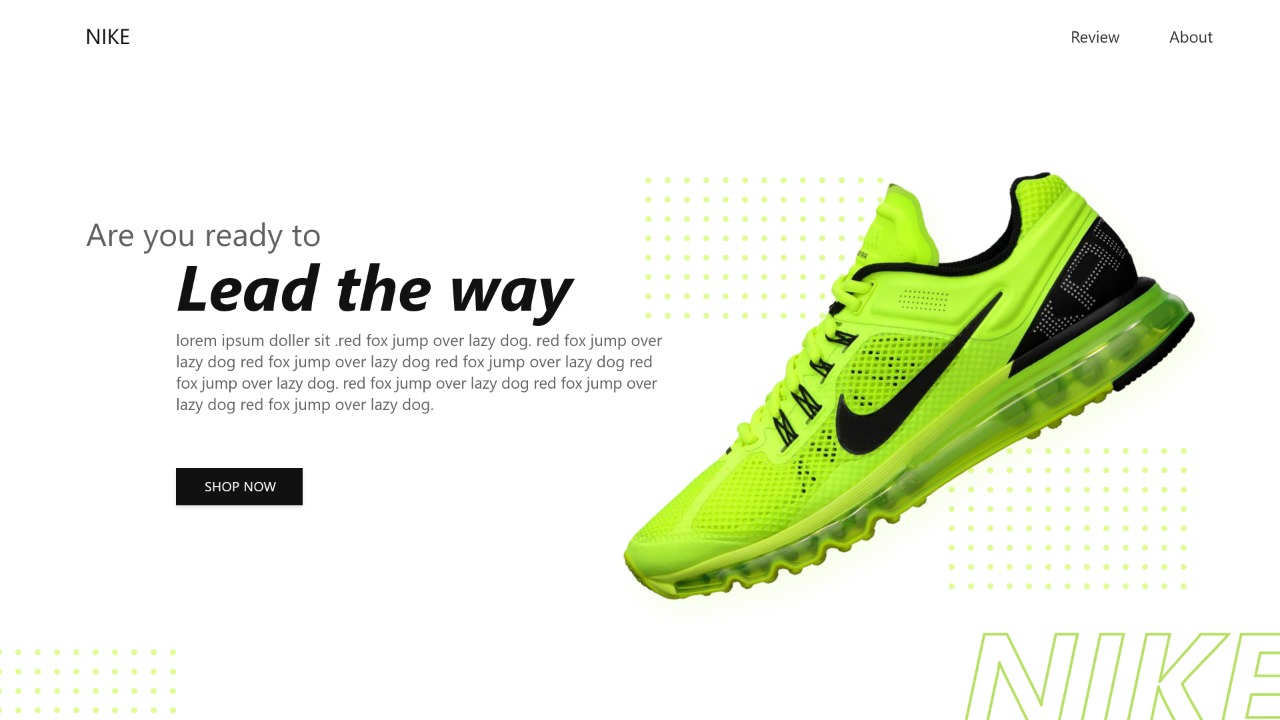 NIKE
Review
About
Are you ready to
Lead the way
lorem ipsum doller sit .red fox jump over lazy dog. red fox jump over
lazy dog red fox jump over lazy dog red fox jump over lazy dog red
fox jump over lazy dog. red fox jump over lazy dog red fox jump over
lazy dog red fox jump over lazy dog.
SHOP NOW
NIKE